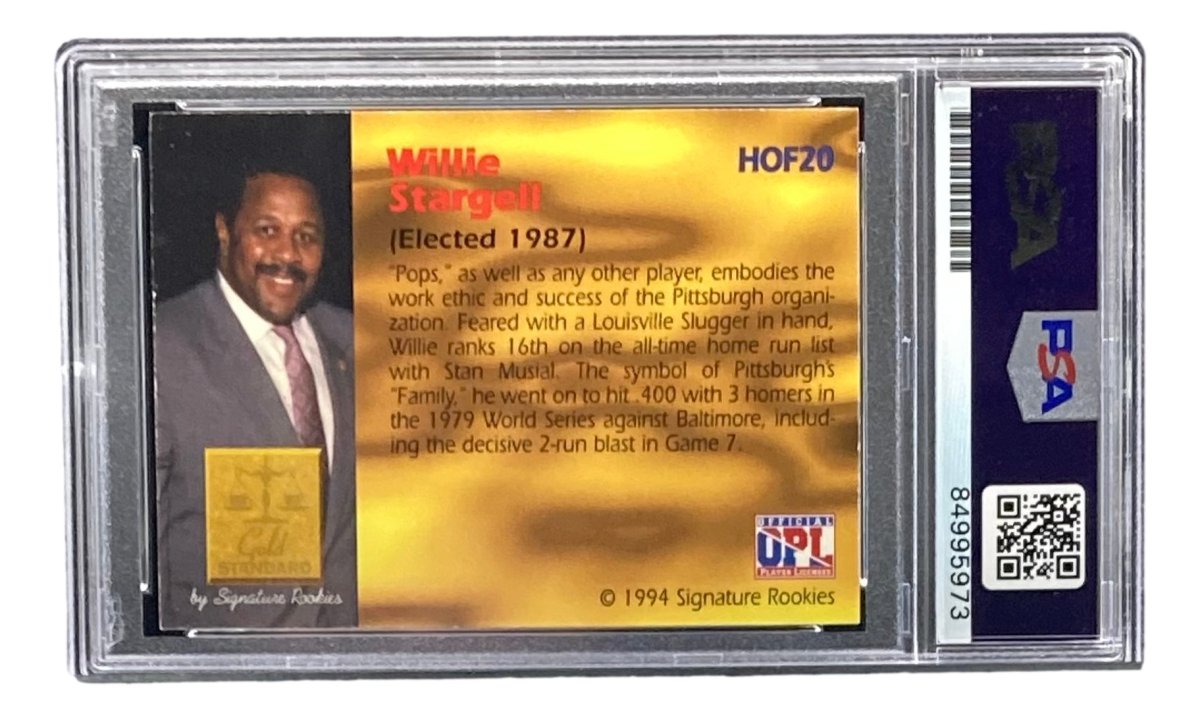 Willie
Stargell
HOF20
(Elected 1987)
"Pops," as well as any other player, embodies the
work ethic and success of the Pittsburgh organi-
zation. Feared with a Louisville Slugger in hand,
Willie ranks 16th on the all-time home run list
with Stan Musial. The symbol of Pittsburgh's
"Family," he went on to hit .400 with 3 homers in
the 1979 World Series against Baltimore, includ-
ing the decisive 2-run blast in Game 7.
Gold
STANDARD
by Signature Rookies
OFFICIAL
OPL
PLAYER LICENSED
© 1994 Signature Rookies
PSA
PSA
84995973